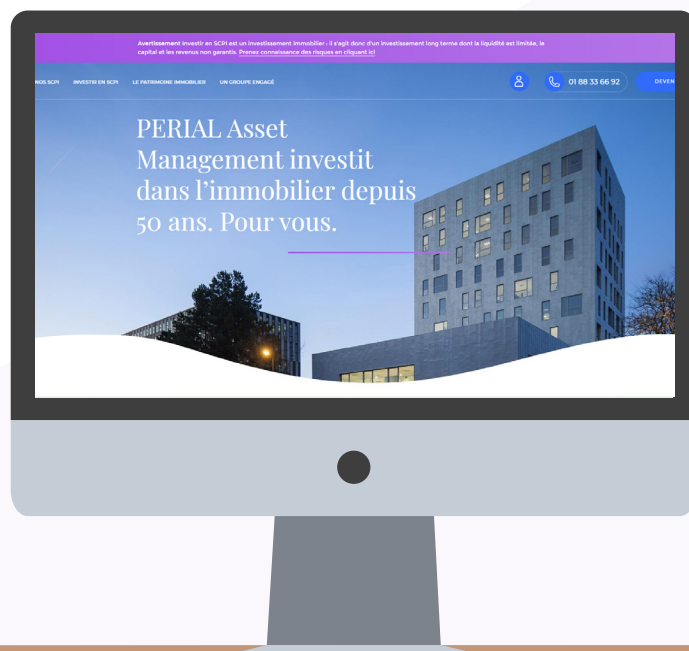 Avertissement Investir en SCPI est un investissement immobilier : il s'agit donc d'un investissement long terme dont la liquidité est limitée, le
capital et les revenus non garantis. Prenez connaissance des risques en cliquant ici
NOS SCPI INVESTIR EN SCPI LE PATRIMOINE IMMOBILIER UN GROUPE ENGAGÉ 01 88 33 66 92 DEVEN
PERIAL Asset
Management investit
dans l'immobilier depuis
50 ans. Pour vous.